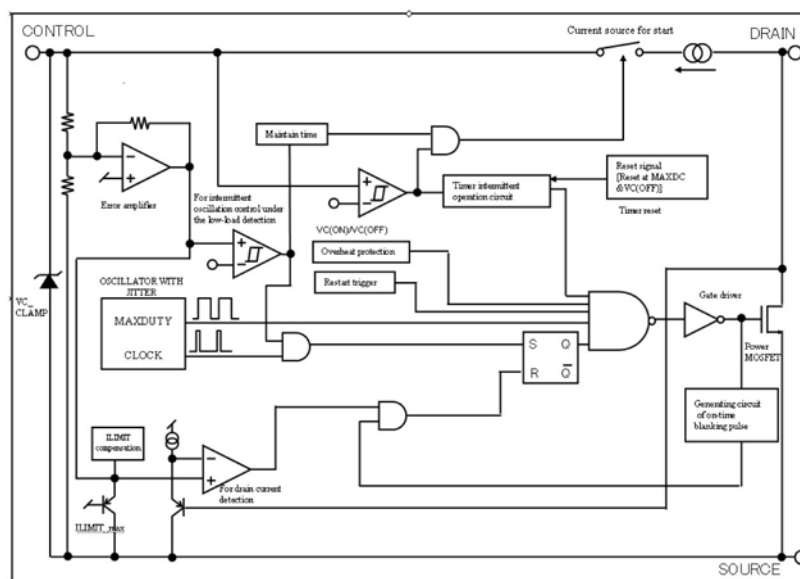 CONTROL
Current source for start
DRAIN
Maintain time
Error amplifier
For intermittent
oscillation control under
the low-load detection
Timer intermittent
operation circuit
Reset signal
[Reset at MAXDC
&VC(OFF)]
Timer reset
VC(ON)/VC(OFF)
Overheat protection
Restart trigger
OSCILLATOR WITH
JITTER
MAXDUTY
CLOCK
VC_
CLAMP
S Q
R Q̅
Gate driver
Power
MOSFET
Generating circuit
of on-time
blanking pulse
ILIMIT
compensation
For drain current
detection
ILIMIT_max
SOURCE